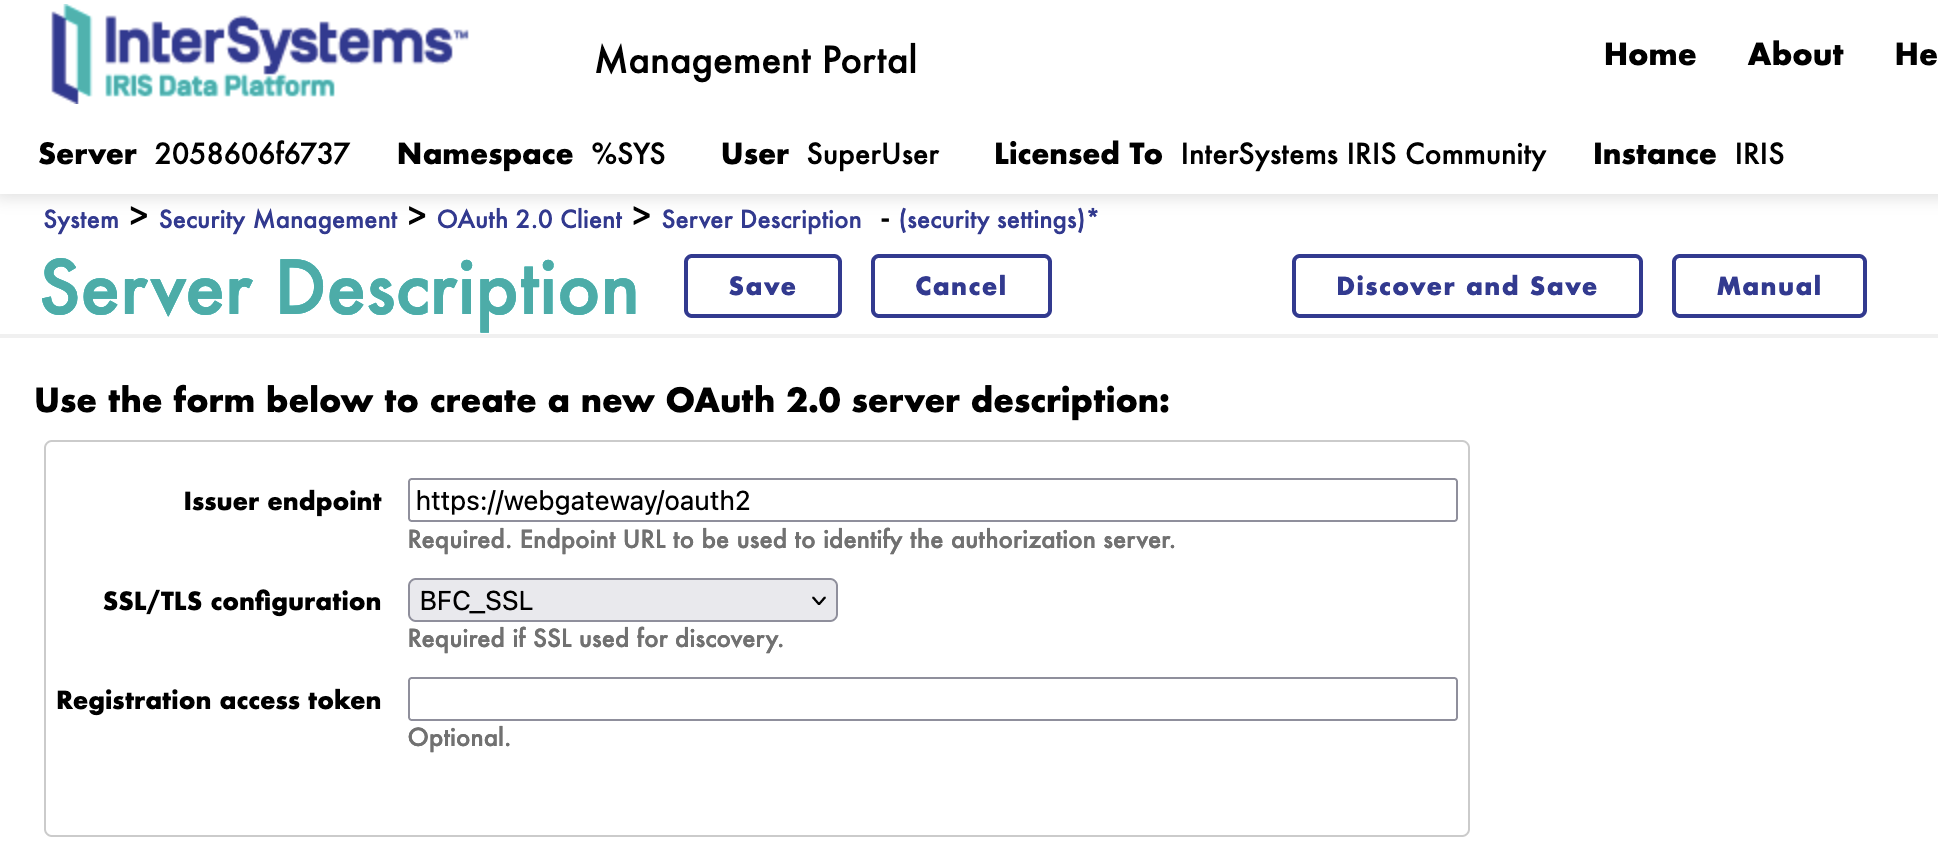 InterSystems™
IRIS Data Platform
Management Portal
Home About He
Server 2058606f6737 Namespace %SYS User SuperUser Licensed To InterSystems IRIS Community Instance IRIS
System > Security Management > OAuth 2.0 Client > Server Description - (security settings)*
Server Description Save Cancel Discover and Save Manual
Use the form below to create a new OAuth 2.0 server description:
Issuer endpoint https://webgateway/oauth2
Required. Endpoint URL to be used to identify the authorization server.
SSL/TLS configuration BFC_SSL
Required if SSL used for discovery.
Registration access token
Optional.